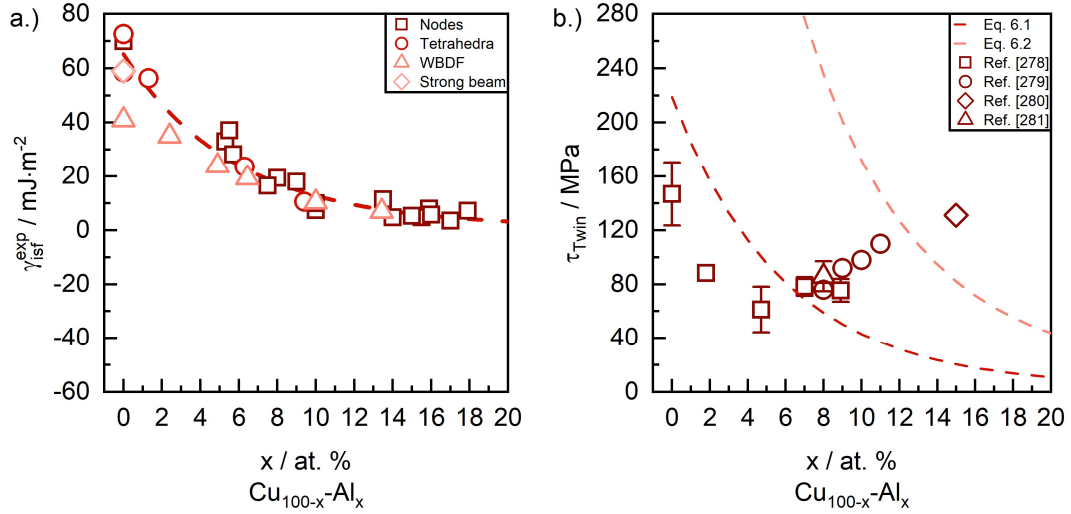 a.)
Nodes
Tetrahedra
WBDF
Strong beam
80
60
40
20
0
-20
-40
-60
γ_isf^exp / mJ·m⁻²
0 2 4 6 8 10 12 14 16 18 20
x / at. %
Cu₁₀₀₋ₓ-Alₓ
b.)
Eq. 6.1
Eq. 6.2
Ref. [278]
Ref. [279]
Ref. [280]
Ref. [281]
280
240
200
160
120
80
40
0
τ_Twin / MPa
0 2 4 6 8 10 12 14 16 18 20
x / at. %
Cu₁₀₀₋ₓ-Alₓ